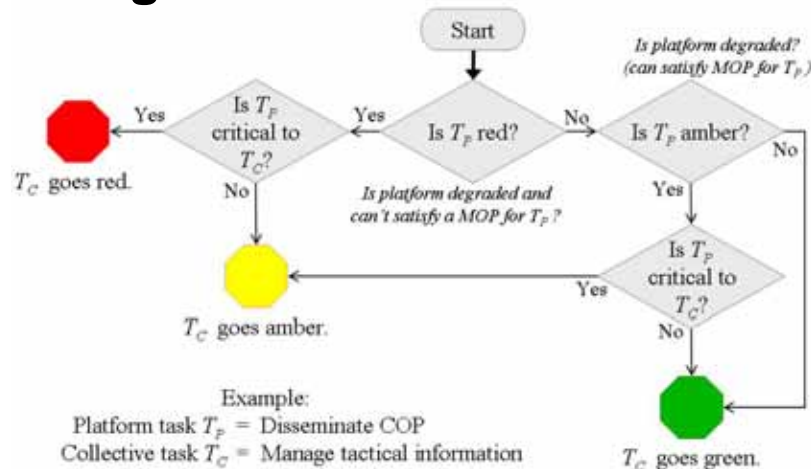 Start
Is platform degraded?
(can satisfy MOP for T_P)
Is T_P
critical to
T_C?
Yes
Yes
Is T_P red?
No
Is T_P amber?
No
T_C goes red.
No
Is platform degraded and
can't satisfy a MOP for T_P?
Yes
Is T_P
critical to
T_C?
Yes
No
T_C goes amber.
Example:
Platform task T_P = Disseminate COP
Collective task T_C = Manage tactical information
T_C goes green.